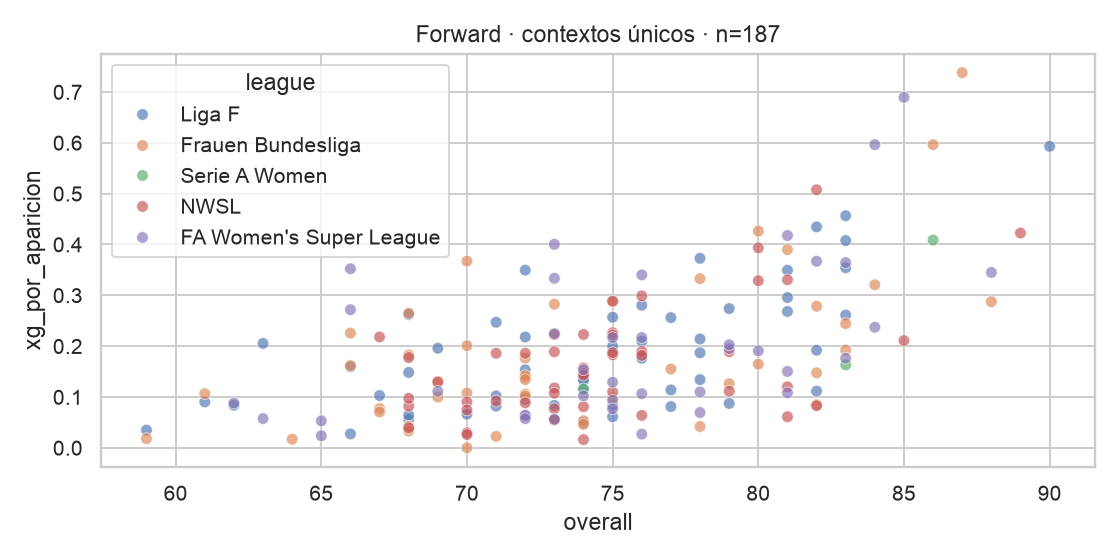 Forward · contextos únicos · n=187
league
Liga F
Frauen Bundesliga
Serie A Women
NWSL
FA Women's Super League
xg_por_aparicion
0.7
0.6
0.5
0.4
0.3
0.2
0.1
0.0
60 65 70 75 80 85 90
overall